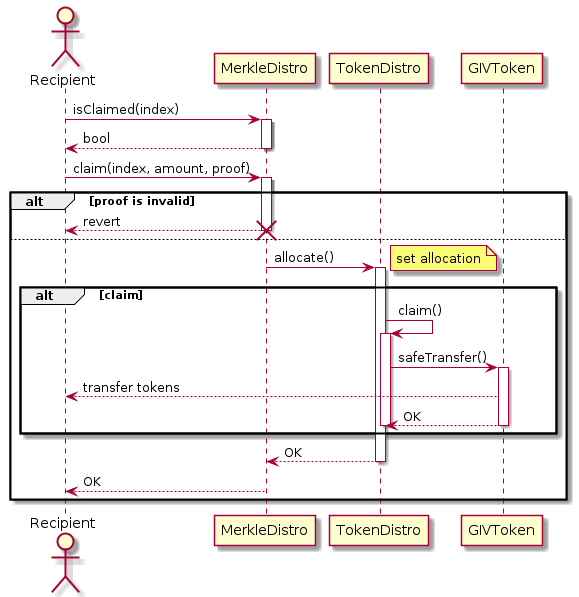 Recipient
MerkleDistro
TokenDistro
GIVToken
isClaimed(index)
bool
claim(index, amount, proof)
alt
[proof is invalid]
revert
allocate()
set allocation
alt
[claim]
claim()
safeTransfer()
transfer tokens
OK
OK
OK
Recipient
MerkleDistro
TokenDistro
GIVToken